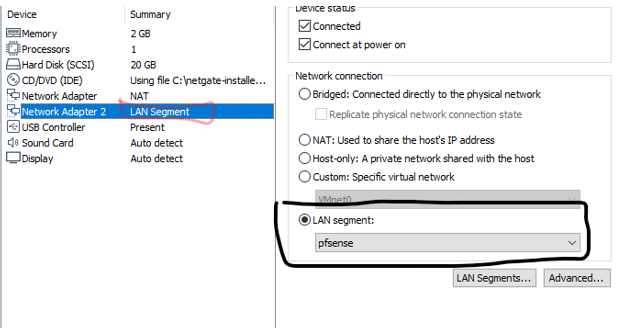 Device Summary
Memory 2 GB
Processors 1
Hard Disk (SCSI) 20 GB
CD/DVD (IDE) Using file C:\netgate-installe...
Network Adapter NAT
Network Adapter 2 LAN Segment
USB Controller Present
Sound Card Auto detect
Display Auto detect
Device status
Connected
Connect at power on
Network connection
Bridged: Connected directly to the physical network
Replicate physical network connection state
NAT: Used to share the host's IP address
Host-only: A private network shared with the host
Custom: Specific virtual network
VMnet0
LAN segment:
pfsense
LAN Segments... Advanced...